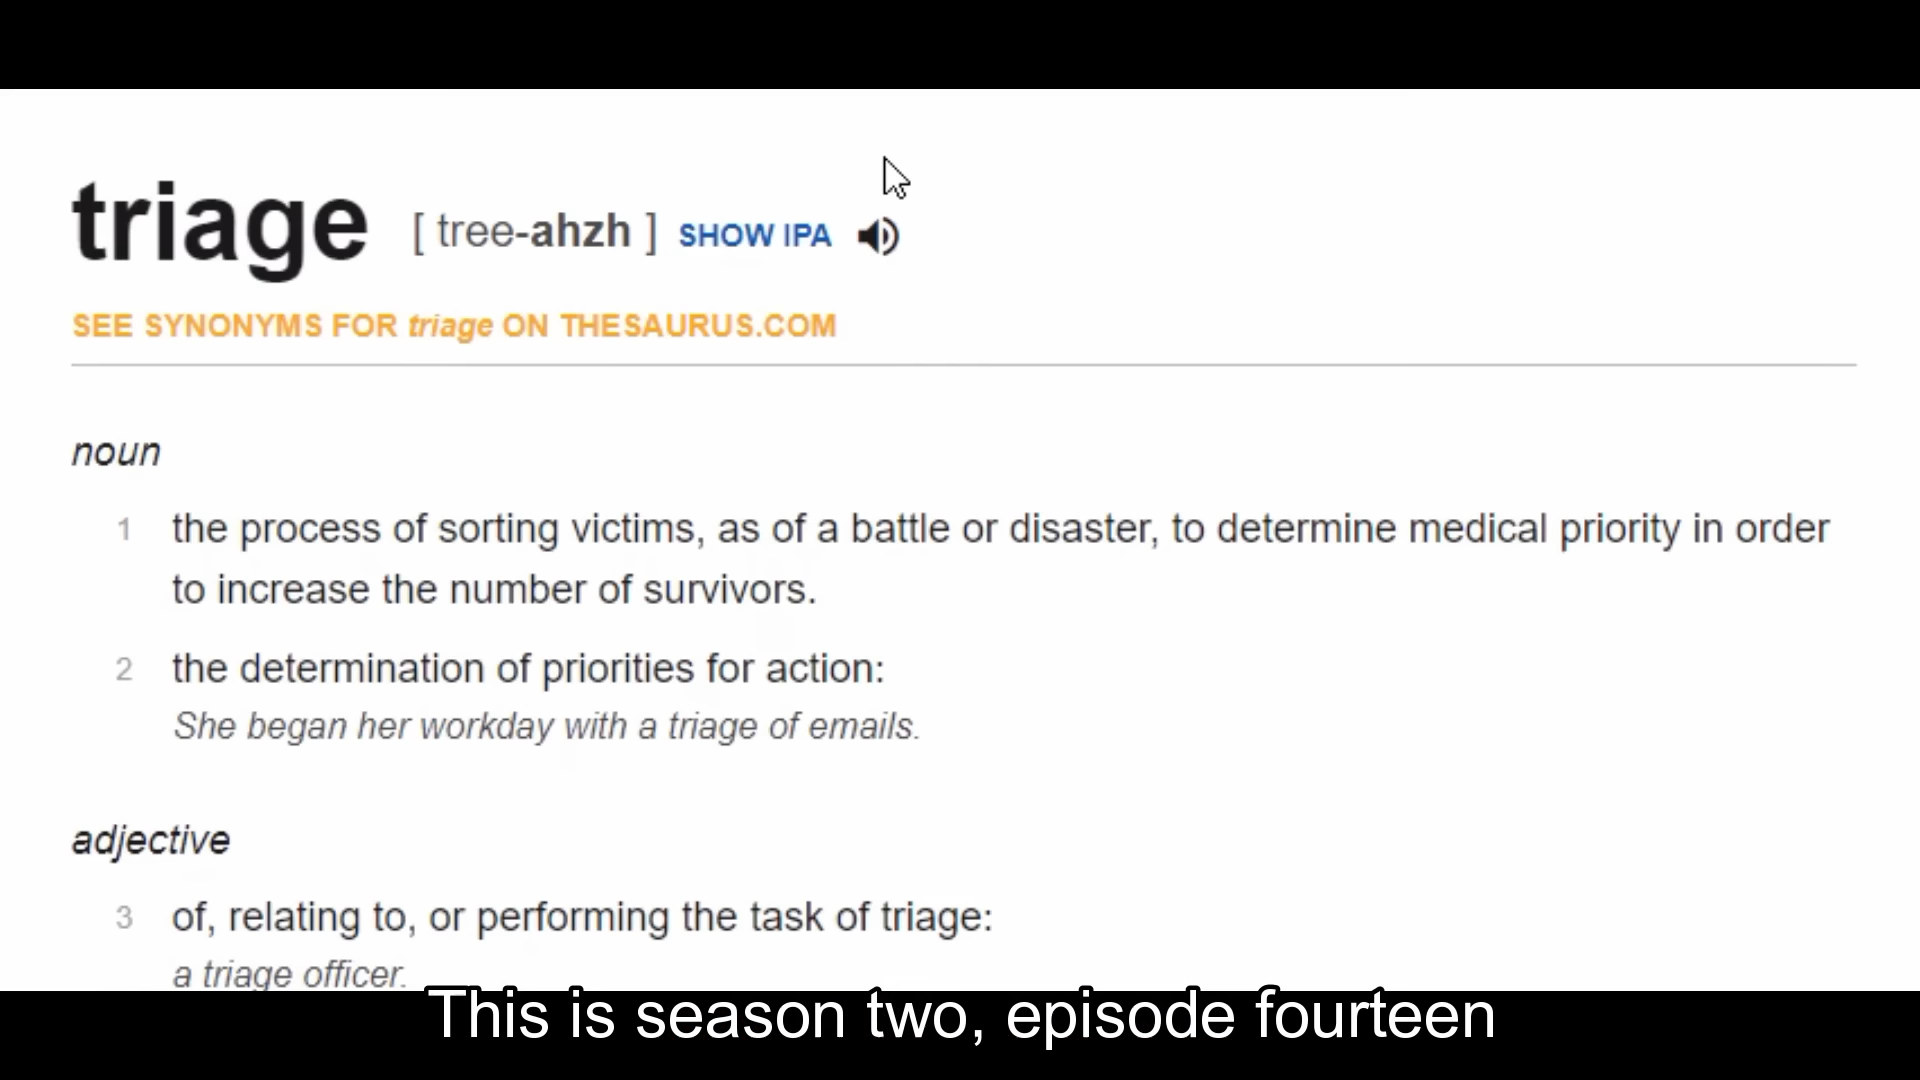 triage [ tree-ahzh ] SHOW IPA
SEE SYNONYMS FOR triage ON THESAURUS.COM
noun
1 the process of sorting victims, as of a battle or disaster, to determine medical priority in order
to increase the number of survivors.
2 the determination of priorities for action:
She began her workday with a triage of emails.
adjective
3 of, relating to, or performing the task of triage:
a triage officer.
This is season two, episode fourteen